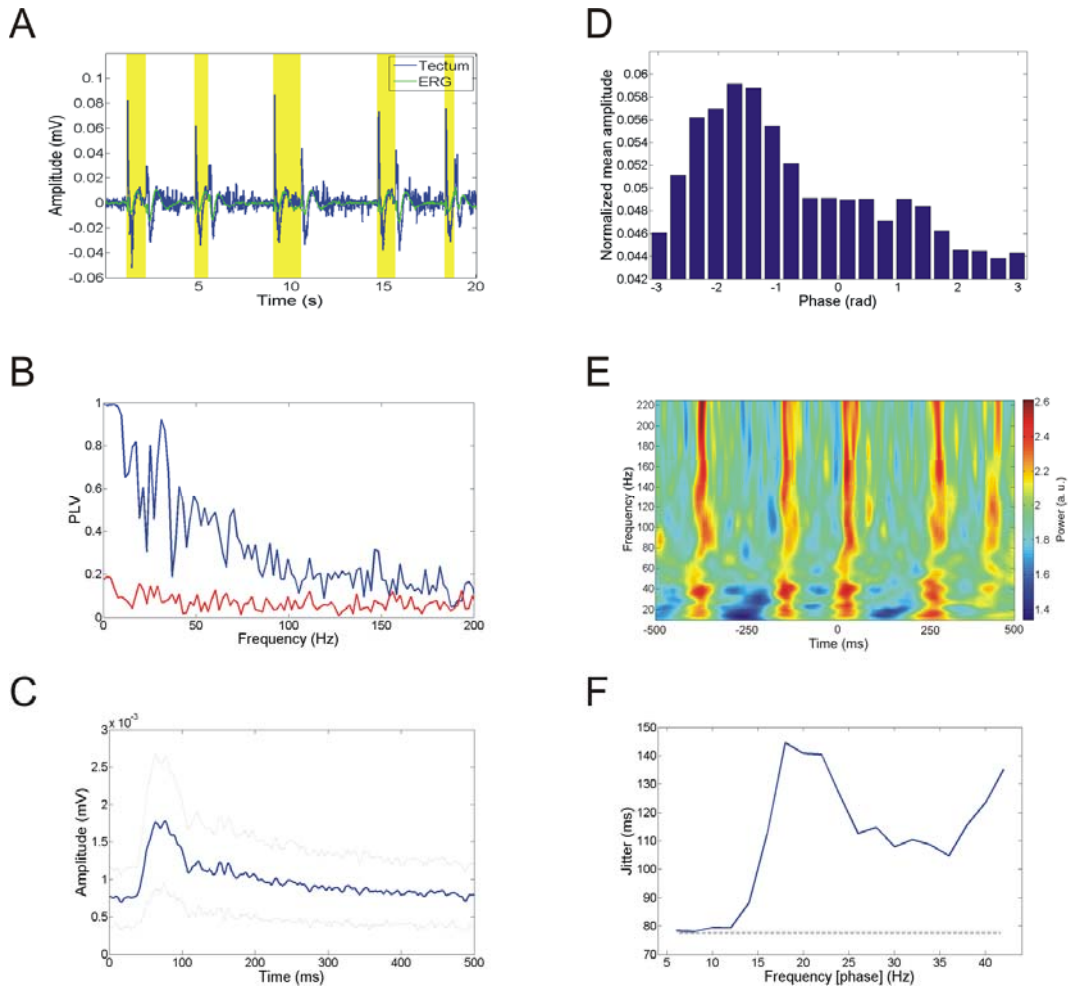 A
Tectum
ERG
0.1
0.08
0.06
0.04
0.02
0
-0.02
-0.04
-0.06
Amplitude (mV)
0 5 10 15 20
Time (s)
B
1
0.8
0.6
0.4
0.2
0
PLV
0 50 100 150 200
Frequency (Hz)
C
x 10⁻³
3
2.5
2
1.5
1
0.5
0
Amplitude (mV)
0 100 200 300 400 500
Time (ms)
D
0.06
0.058
0.056
0.054
0.052
0.05
0.048
0.046
0.044
0.042
Normalized mean amplitude
-3 -2 -1 0 1 2 3
Phase (rad)
E
220
200
180
160
140
120
100
80
60
40
20
Frequency (Hz)
-500 -250 0 250 500
Time (ms)
2.6
2.4
2.2
2
1.8
1.6
1.4
Power (a. u.)
F
150
140
130
120
110
100
90
80
70
Jitter (ms)
5 10 15 20 25 30 35 40
Frequency [phase] (Hz)